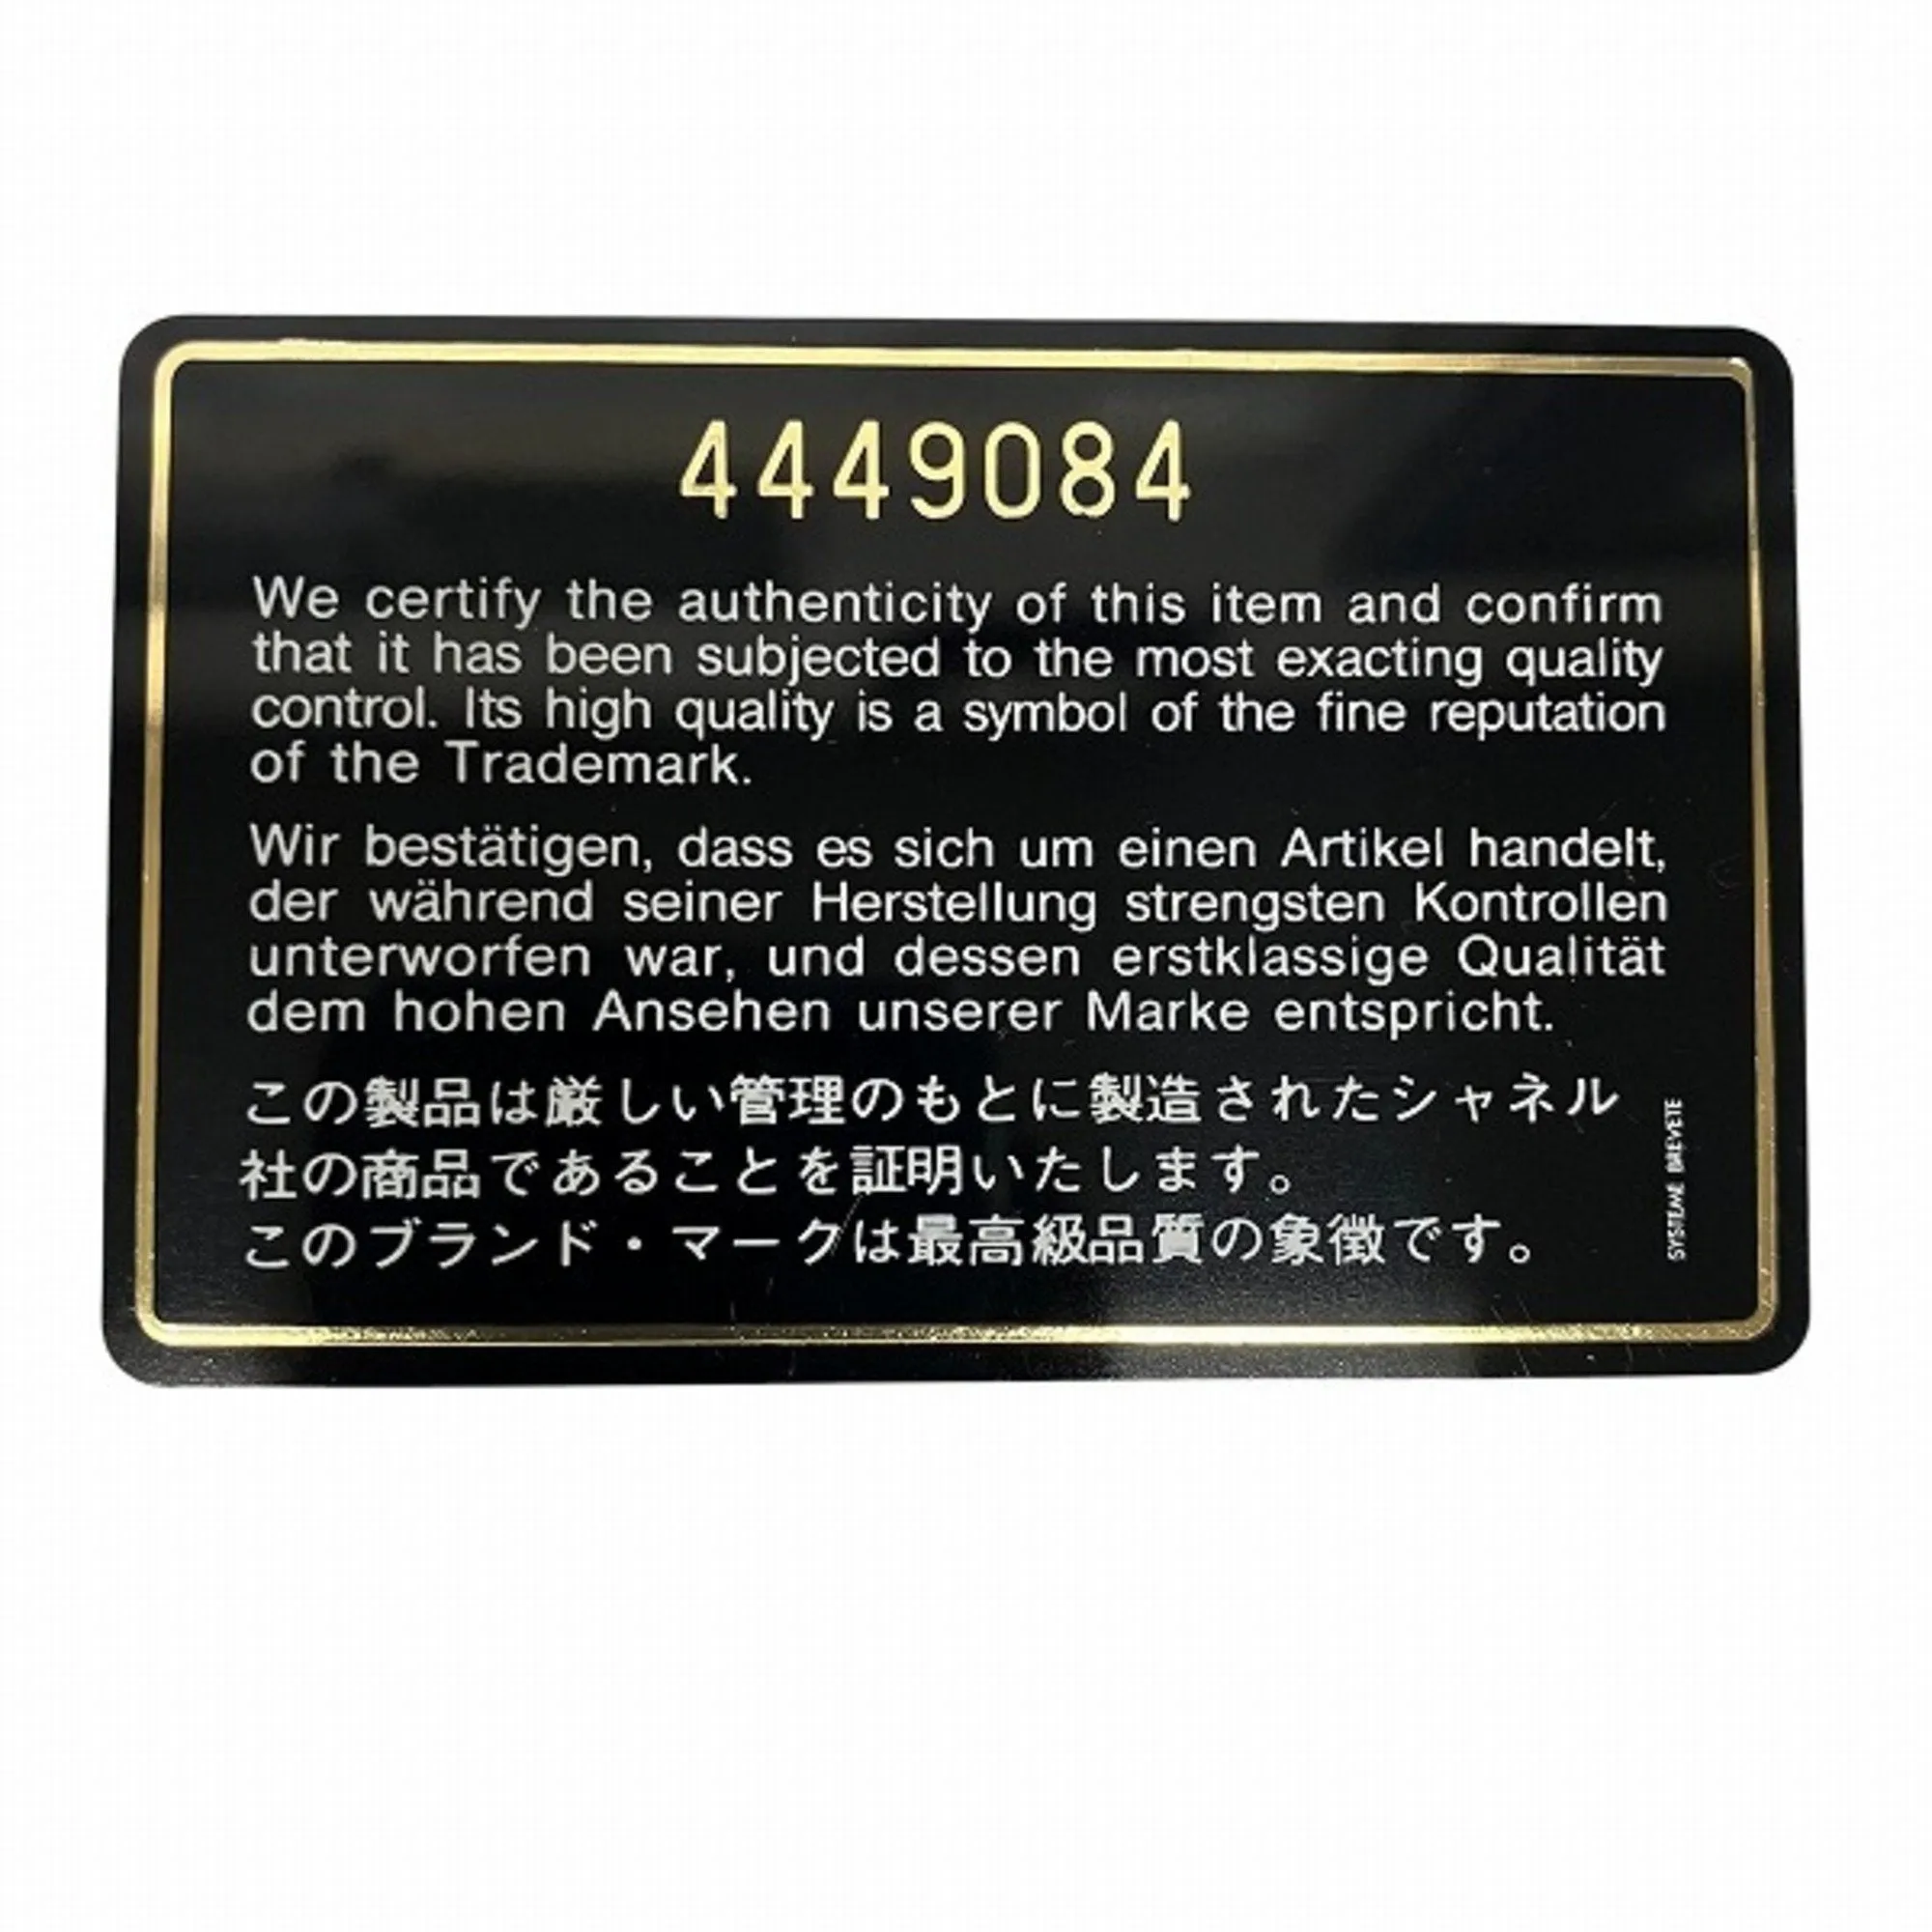 4449084
We certify the authenticity of this item and confirm
that it has been subjected to the most exacting quality
control. Its high quality is a symbol of the fine reputation
of the Trademark.
Wir bestätigen, dass es sich um einen Artikel handelt,
der während seiner Herstellung strengsten Kontrollen
unterworfen war, und dessen erstklassige Qualität
dem hohen Ansehen unserer Marke entspricht.
この製品は厳しい管理のもとに製造されたシャネル
社の商品であることを証明いたします。
このブランド・マークは最高級品質の象徴です。
SYSTEME BREVETE